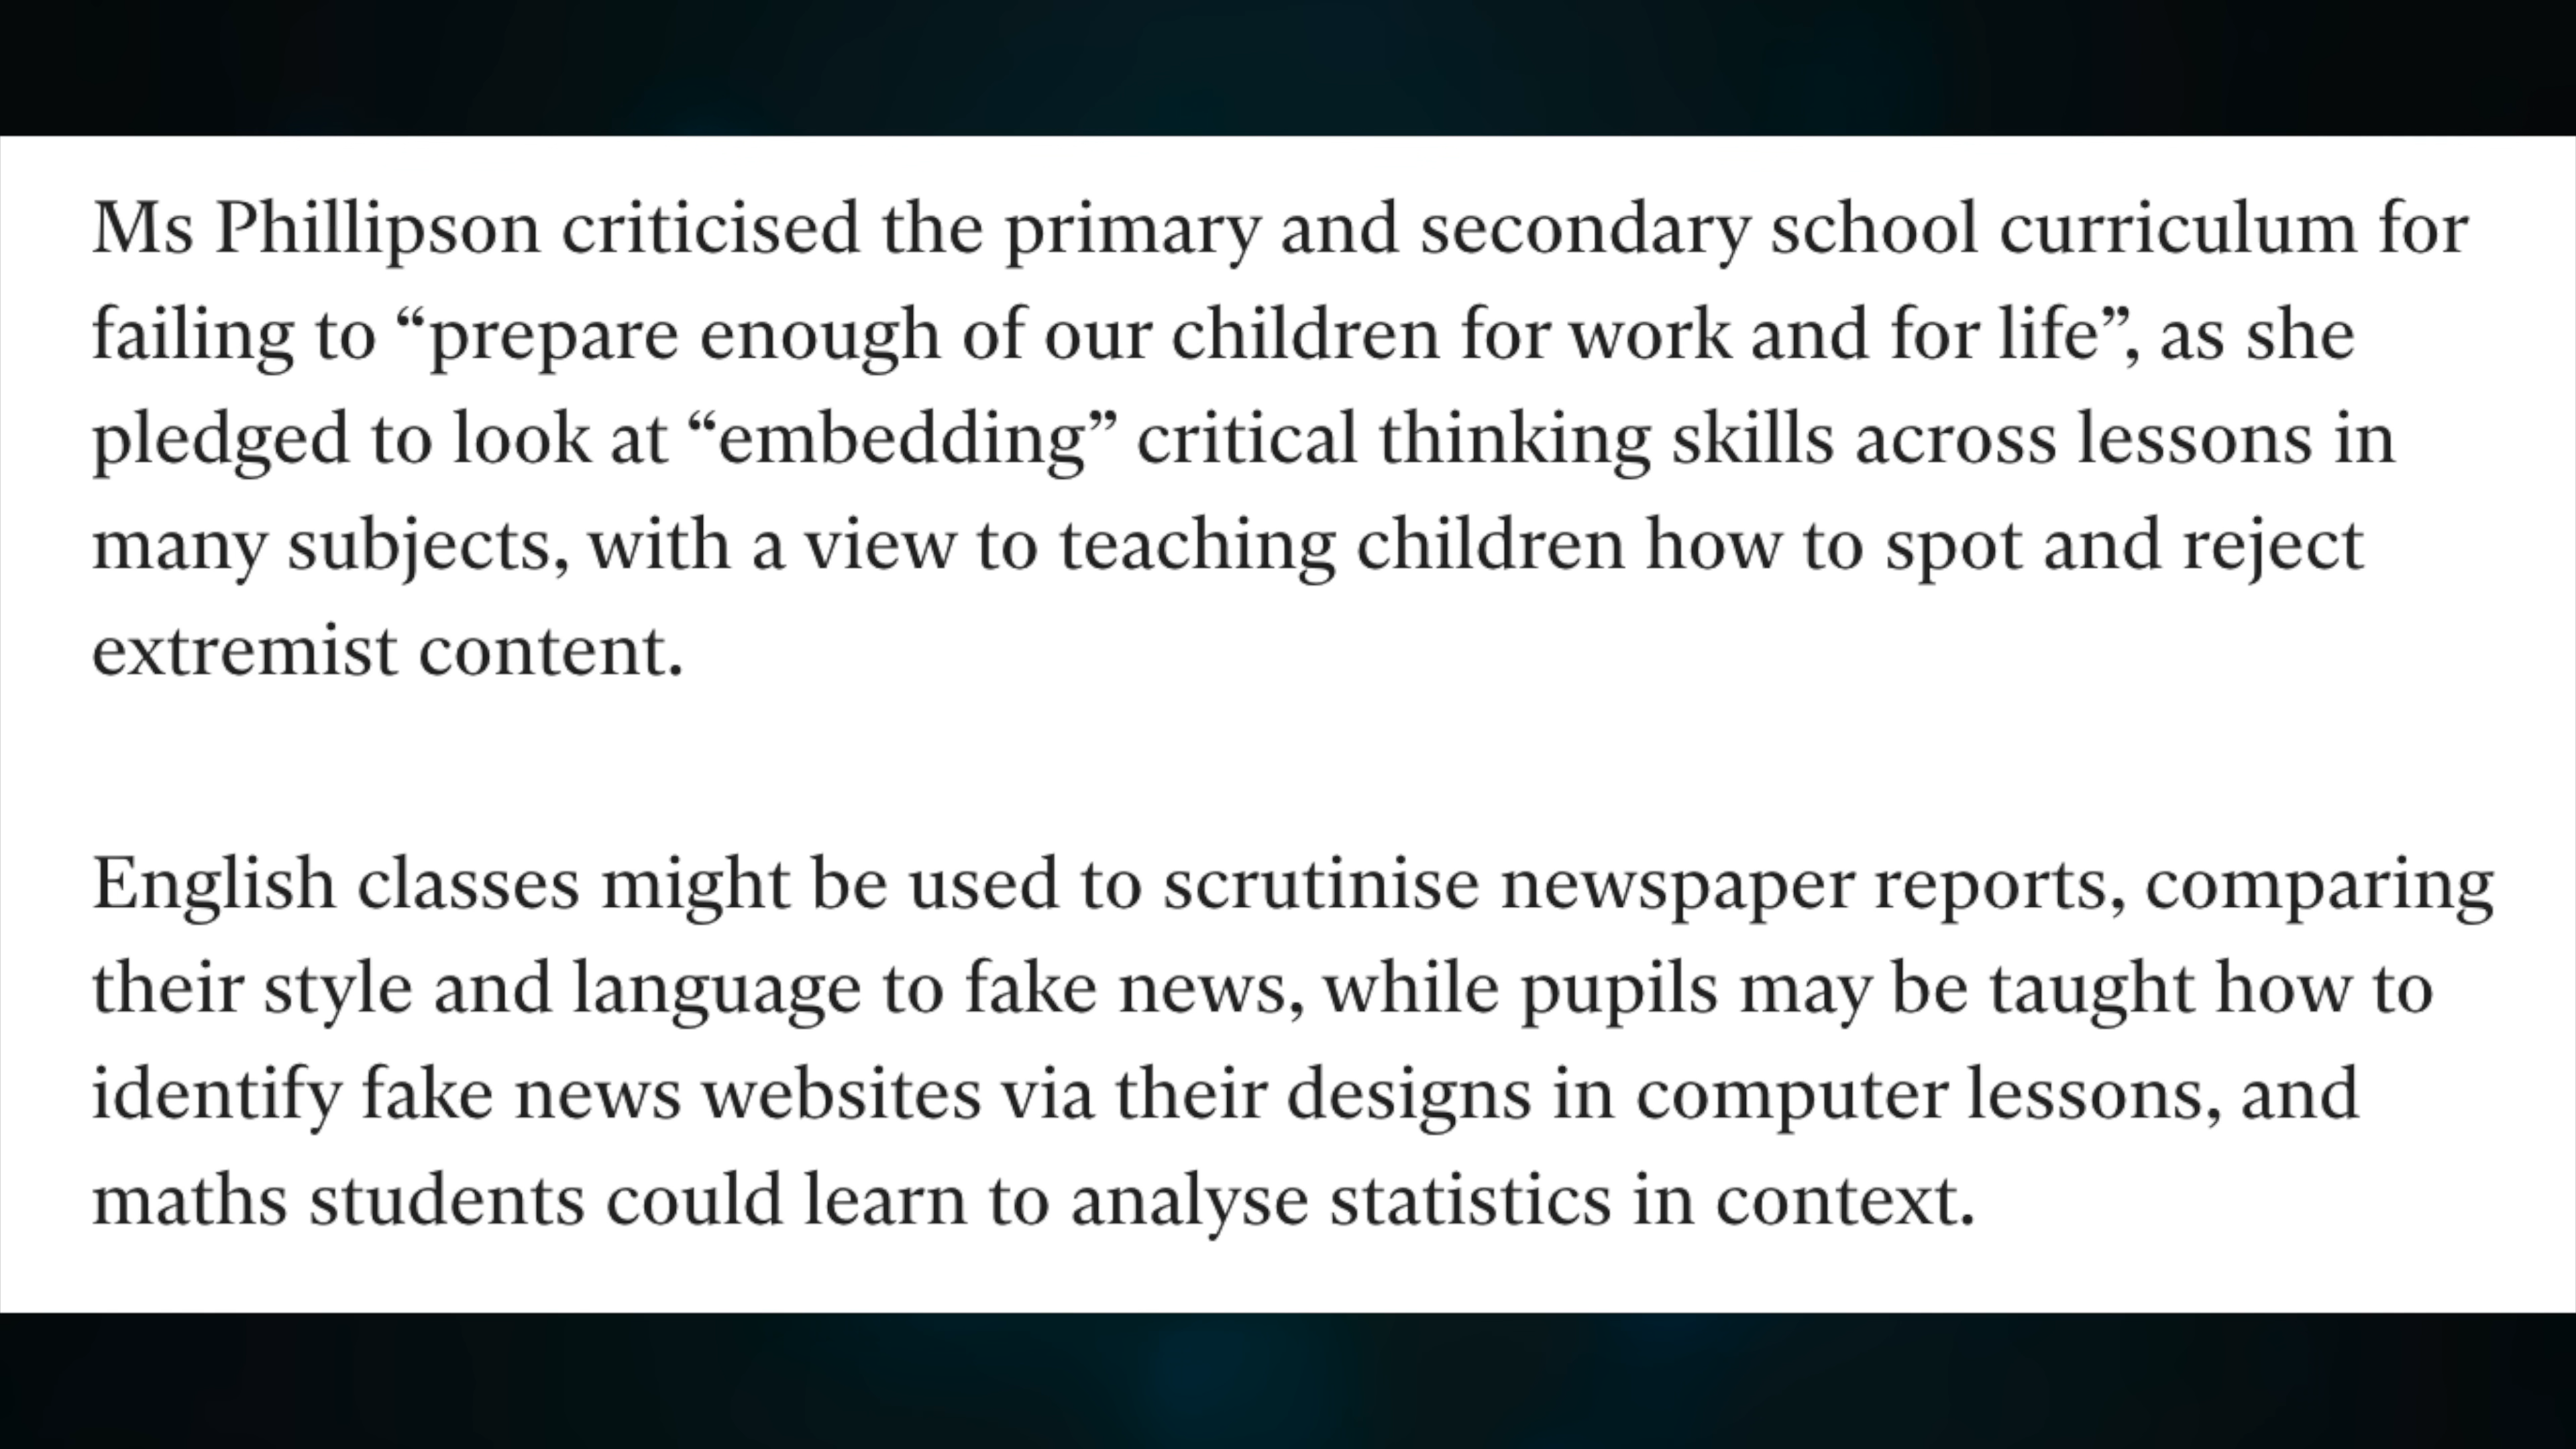 Ms Phillipson criticised the primary and secondary school curriculum for
failing to “prepare enough of our children for work and for life”, as she
pledged to look at “embedding” critical thinking skills across lessons in
many subjects, with a view to teaching children how to spot and reject
extremist content.
English classes might be used to scrutinise newspaper reports, comparing
their style and language to fake news, while pupils may be taught how to
identify fake news websites via their designs in computer lessons, and
maths students could learn to analyse statistics in context.